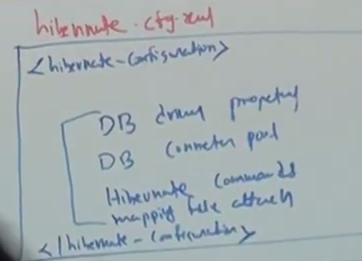 hibernate.cfg.xml
<hibernate-configuration>
DB driver property
DB connection pool
Hibernate commands
mapping file attach
</hibernate-configuration>